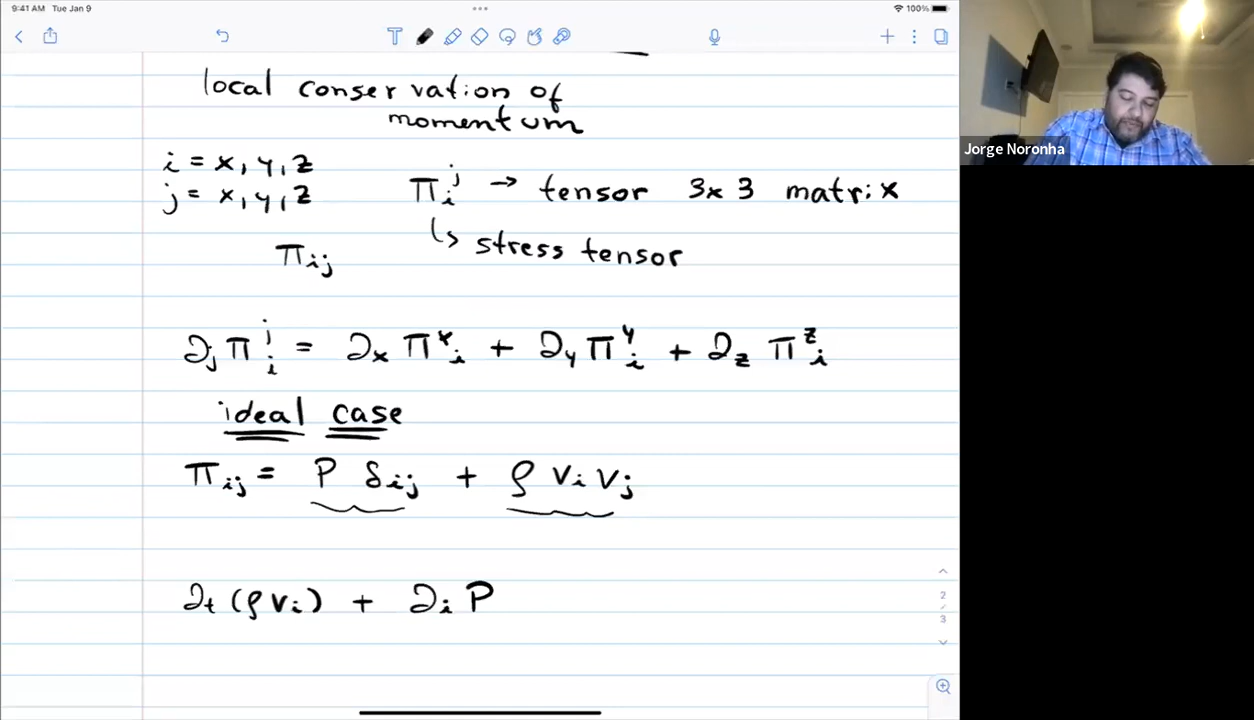 9:41 AM Tue Jan 9
100%
local conservation of
momentum
i = x, y, z
j = x, y, z
π_i^j → tensor 3x3 matrix
↳ stress tensor
π_ij
∂_j π^j_i = ∂_x π^x_i + ∂_y π^y_i + ∂_z π^z_i
ideal case
π_ij = P δ_ij + ρ v_i v_j
∂_t (ρ v_i) + ∂_i P
2
3
Jorge Noronha